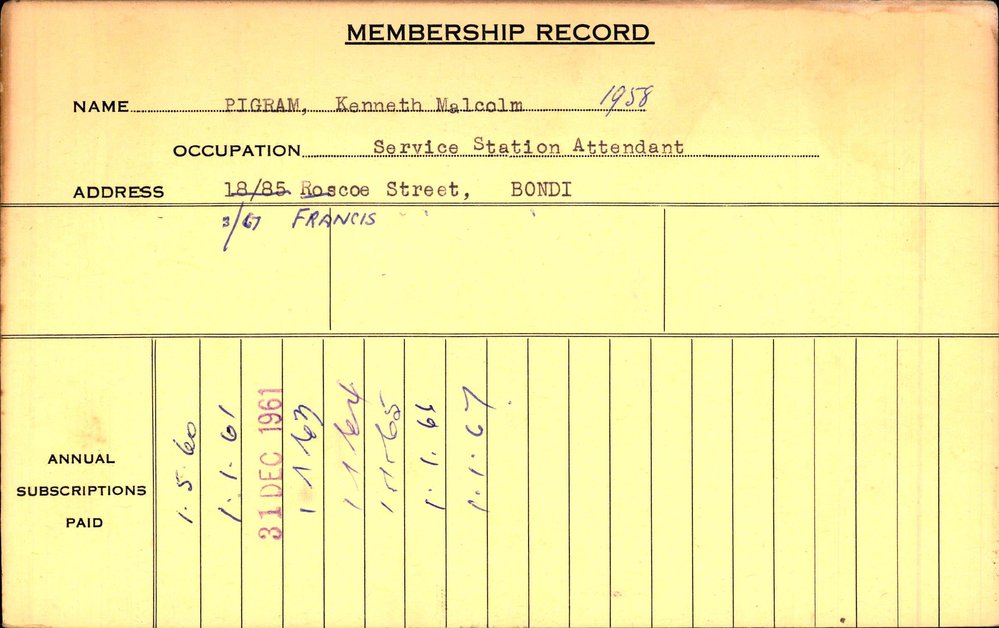 MEMBERSHIP RECORD
NAME PIGRAM, Kenneth Malcolm 1958
OCCUPATION Service Station Attendant
ADDRESS 18/85 Roscoe Street, BONDI
3/67 FRANCIS " "
ANNUAL SUBSCRIPTIONS PAID
1.5.60
1.1.61
31 DEC 1961
1 1 63
1 1 64
1-1-65
1.1.66
1.1.67